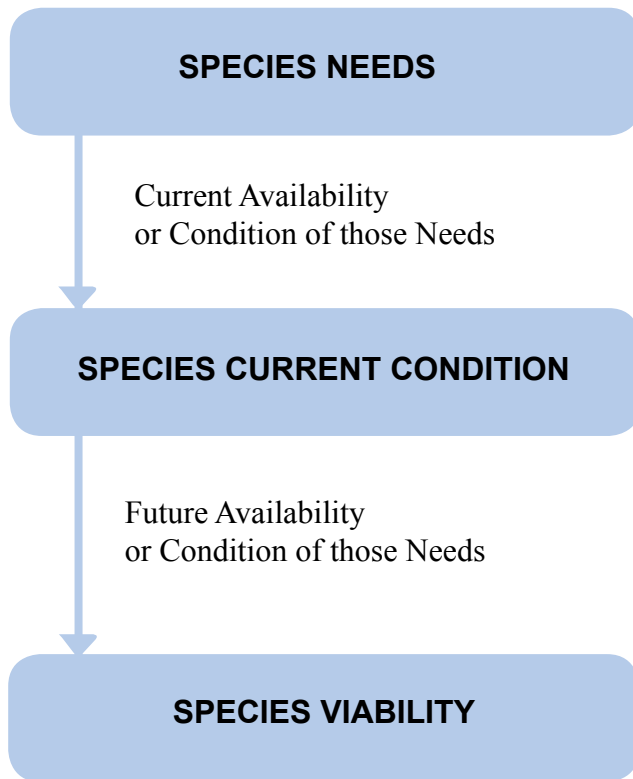 SPECIES NEEDS
Current Availability
or Condition of those Needs
SPECIES CURRENT CONDITION
Future Availability
or Condition of those Needs
SPECIES VIABILITY